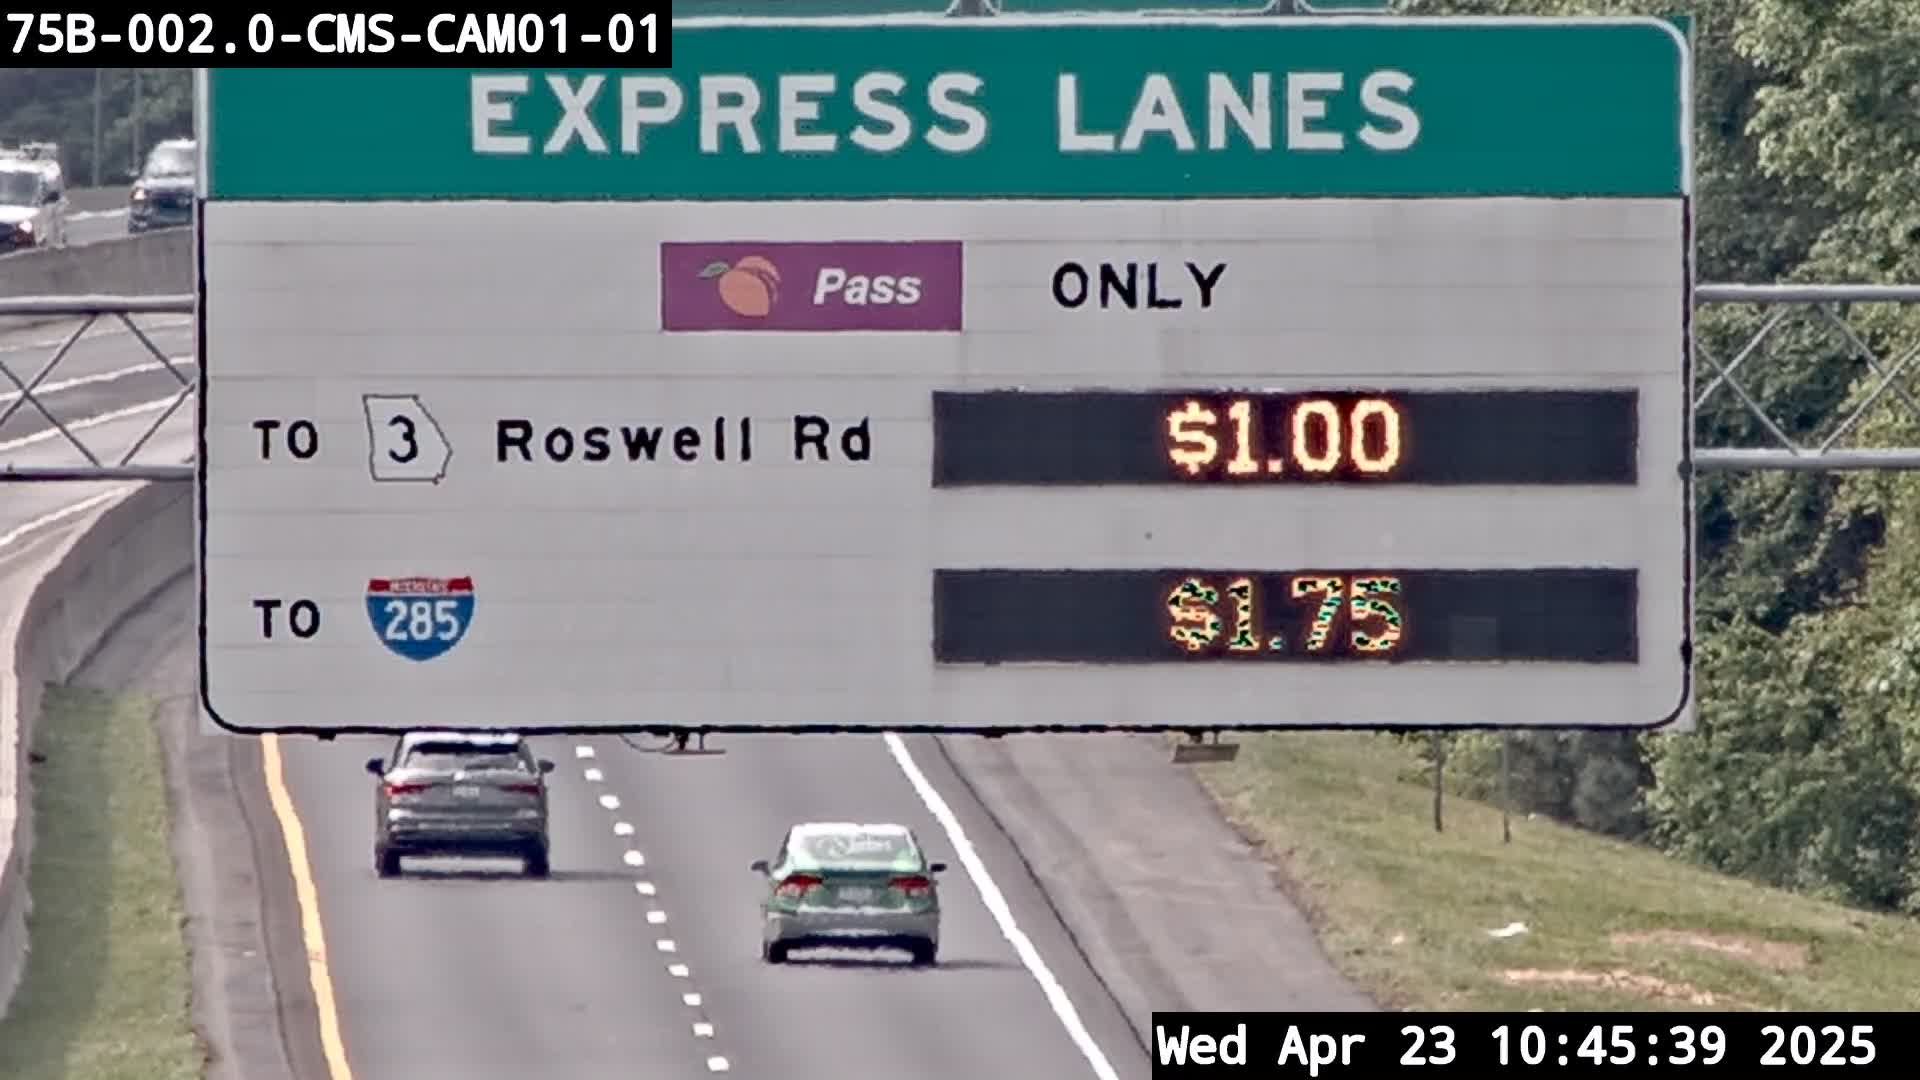 75B-002.0-CMS-CAM01-01
EXPRESS LANES
Pass ONLY
TO 3 Roswell Rd $1.00
TO 285 $1.75
Wed Apr 23 10:45:39 2025